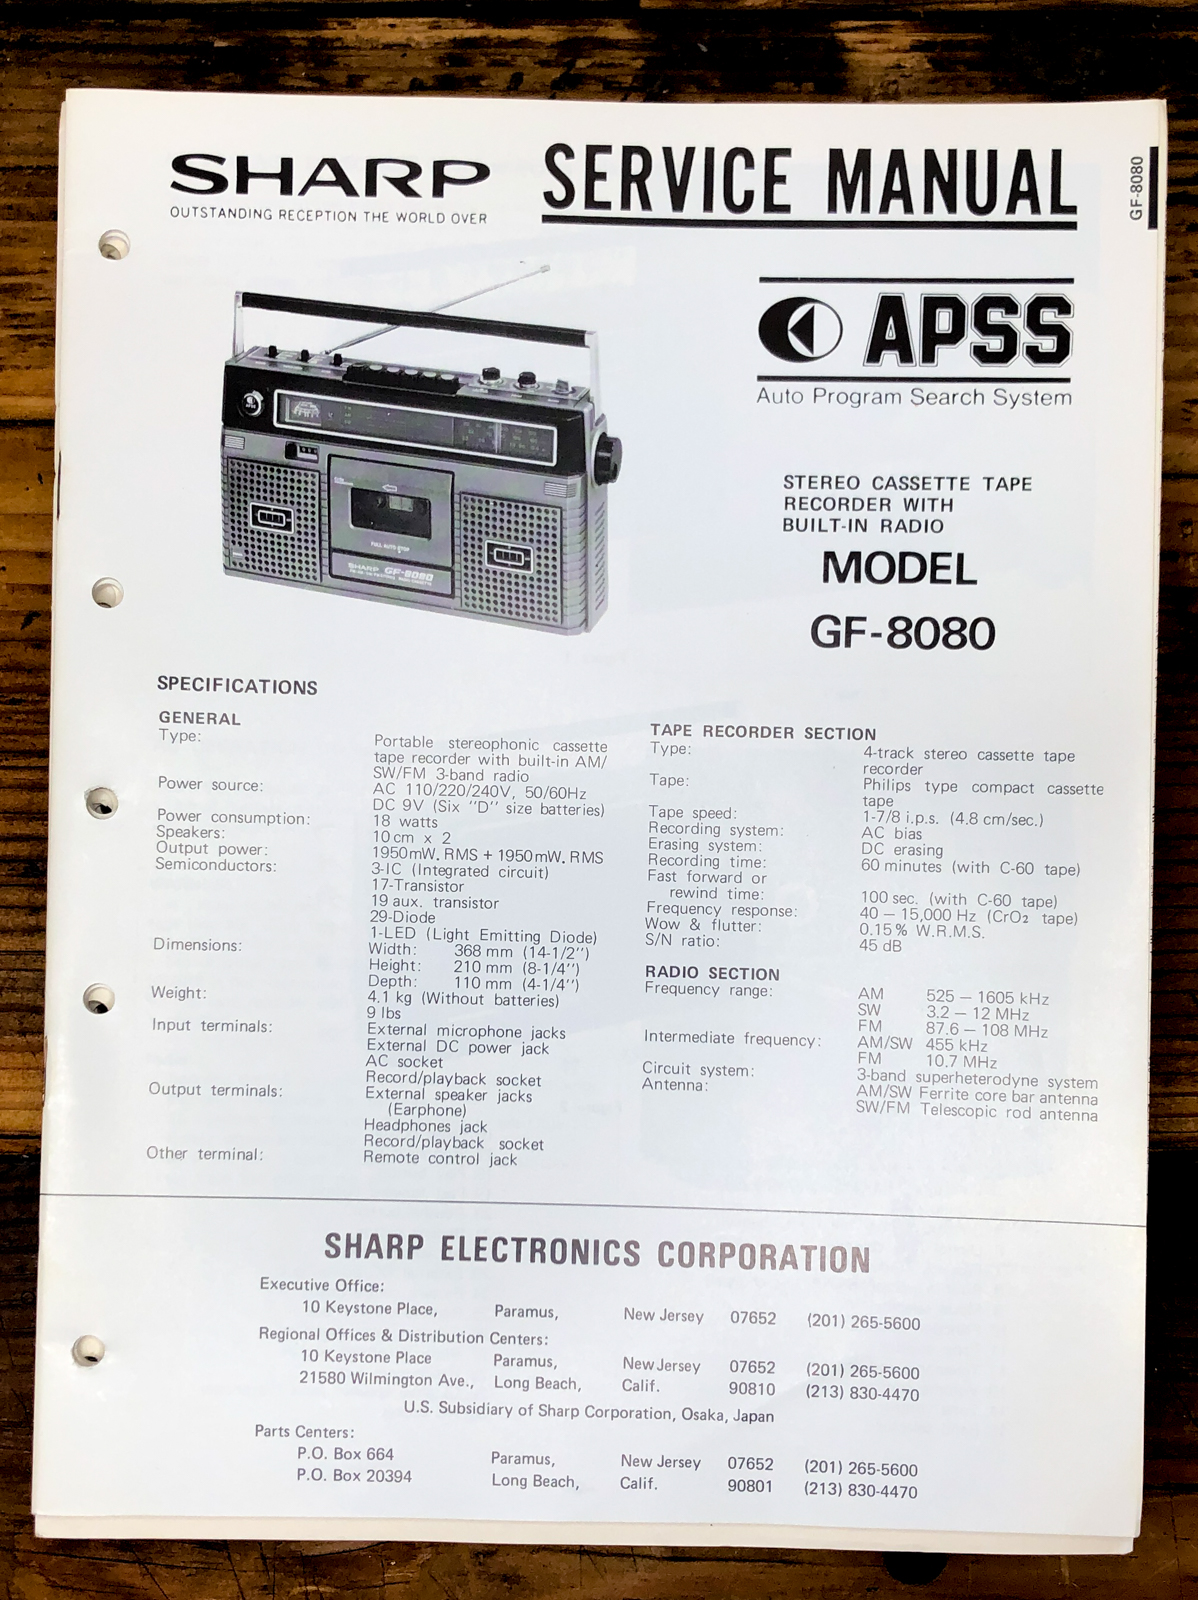 SHARP
OUTSTANDING RECEPTION THE WORLD OVER
SERVICE MANUAL
GF-8080
APSS
Auto Program Search System
APSS
FULL AUTO STOP
SHARP GF-8080
STEREO CASSETTE TAPE
RECORDER WITH
BUILT-IN RADIO
MODEL
GF-8080
SPECIFICATIONS
GENERAL
Type: Portable stereophonic cassette
tape recorder with built-in AM/
SW/FM 3-band radio
Power source: AC 110/220/240V, 50/60Hz
DC 9V (Six "D" size batteries)
Power consumption: 18 watts
Speakers: 10cm x 2
Output power: 1950mW. RMS + 1950mW. RMS
Semiconductors: 3-IC (Integrated circuit)
17-Transistor
19 aux. transistor
29-Diode
1-LED (Light Emitting Diode)
Dimensions: Width: 368 mm (14-1/2")
Height: 210 mm (8-1/4")
Depth: 110 mm (4-1/4")
Weight: 4.1 kg (Without batteries)
9 lbs
Input terminals: External microphone jacks
External DC power jack
AC socket
Record/playback socket
Output terminals: External speaker jacks
(Earphone)
Headphones jack
Record/playback socket
Other terminal: Remote control jack
TAPE RECORDER SECTION
Type: 4-track stereo cassette tape
recorder
Tape: Philips type compact cassette
tape
Tape speed: 1-7/8 i.p.s. (4.8 cm/sec.)
Recording system: AC bias
Erasing system: DC erasing
Recording time: 60 minutes (with C-60 tape)
Fast forward or
rewind time: 100 sec. (with C-60 tape)
Frequency response: 40 – 15,000 Hz (CrO2 tape)
Wow & flutter: 0.15% W.R.M.S.
S/N ratio: 45 dB
RADIO SECTION
Frequency range: AM 525 – 1605 kHz
SW 3.2 – 12 MHz
FM 87.6 – 108 MHz
Intermediate frequency: AM/SW 455 kHz
FM 10.7 MHz
Circuit system: 3-band superheterodyne system
Antenna: AM/SW Ferrite core bar antenna
SW/FM Telescopic rod antenna
SHARP ELECTRONICS CORPORATION
Executive Office:
10 Keystone Place, Paramus, New Jersey 07652 (201) 265-5600
Regional Offices & Distribution Centers:
10 Keystone Place Paramus, New Jersey 07652 (201) 265-5600
21580 Wilmington Ave., Long Beach, Calif. 90810 (213) 830-4470
U.S. Subsidiary of Sharp Corporation, Osaka, Japan
Parts Centers:
P.O. Box 664 Paramus, New Jersey 07652 (201) 265-5600
P.O. Box 20394 Long Beach, Calif. 90801 (213) 830-4470